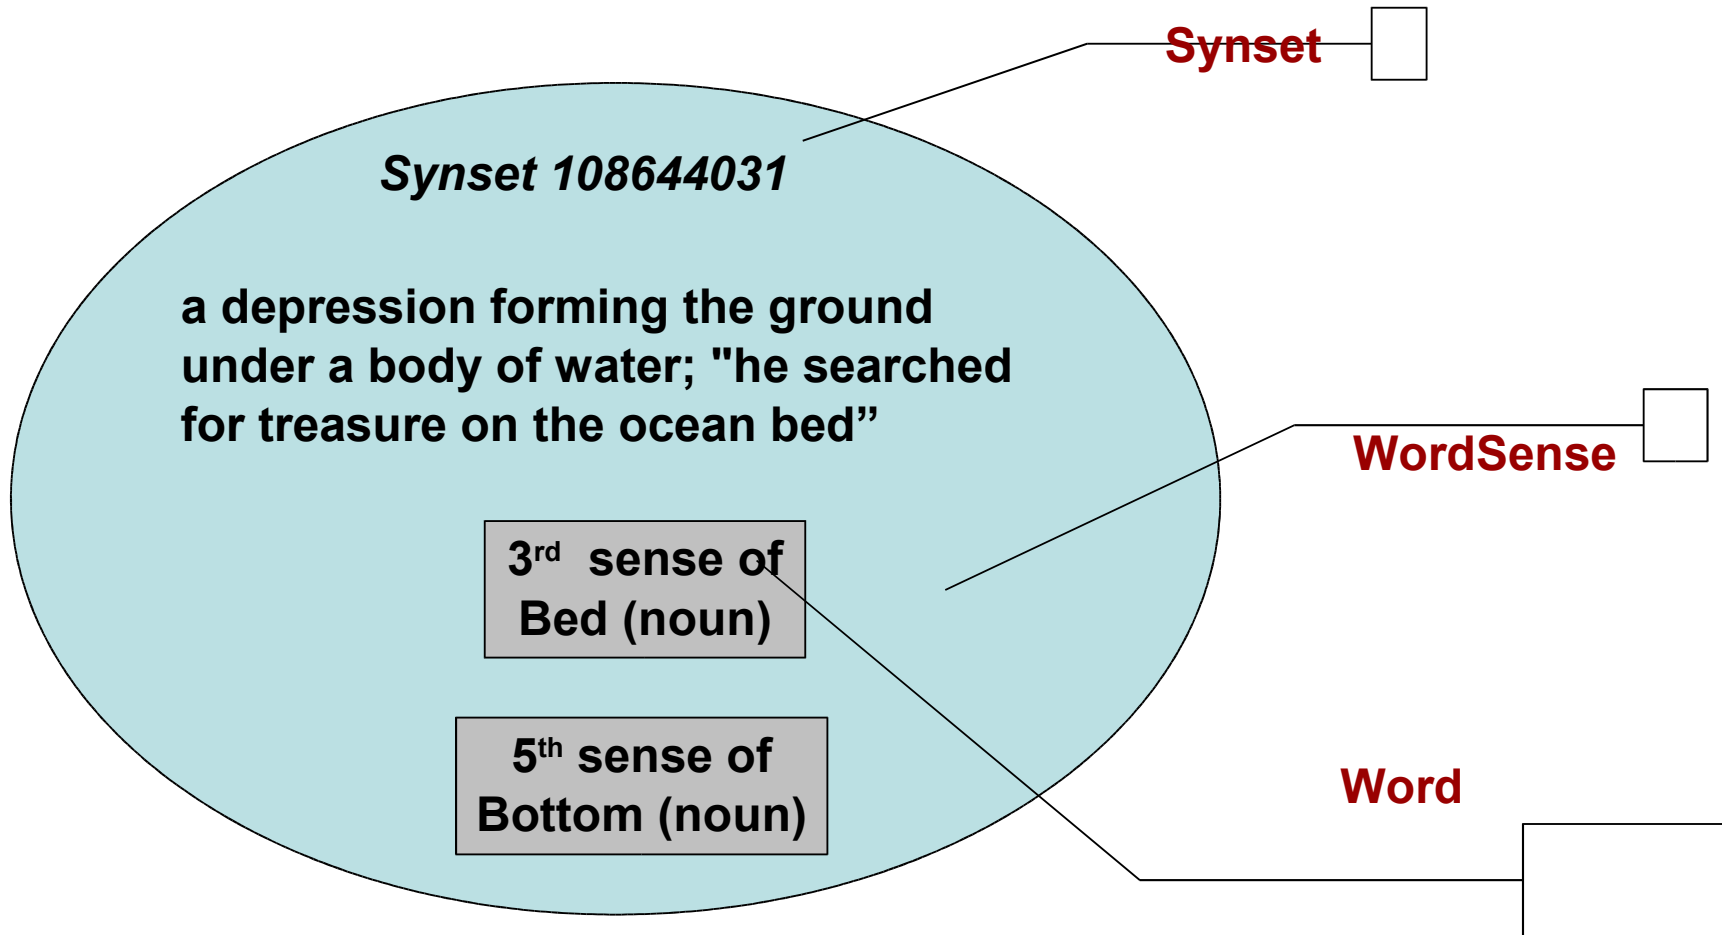 Synset
Synset 108644031
a depression forming the ground
under a body of water; "he searched
for treasure on the ocean bed”
WordSense
3rd sense of
Bed (noun)
5th sense of
Bottom (noun)
Word